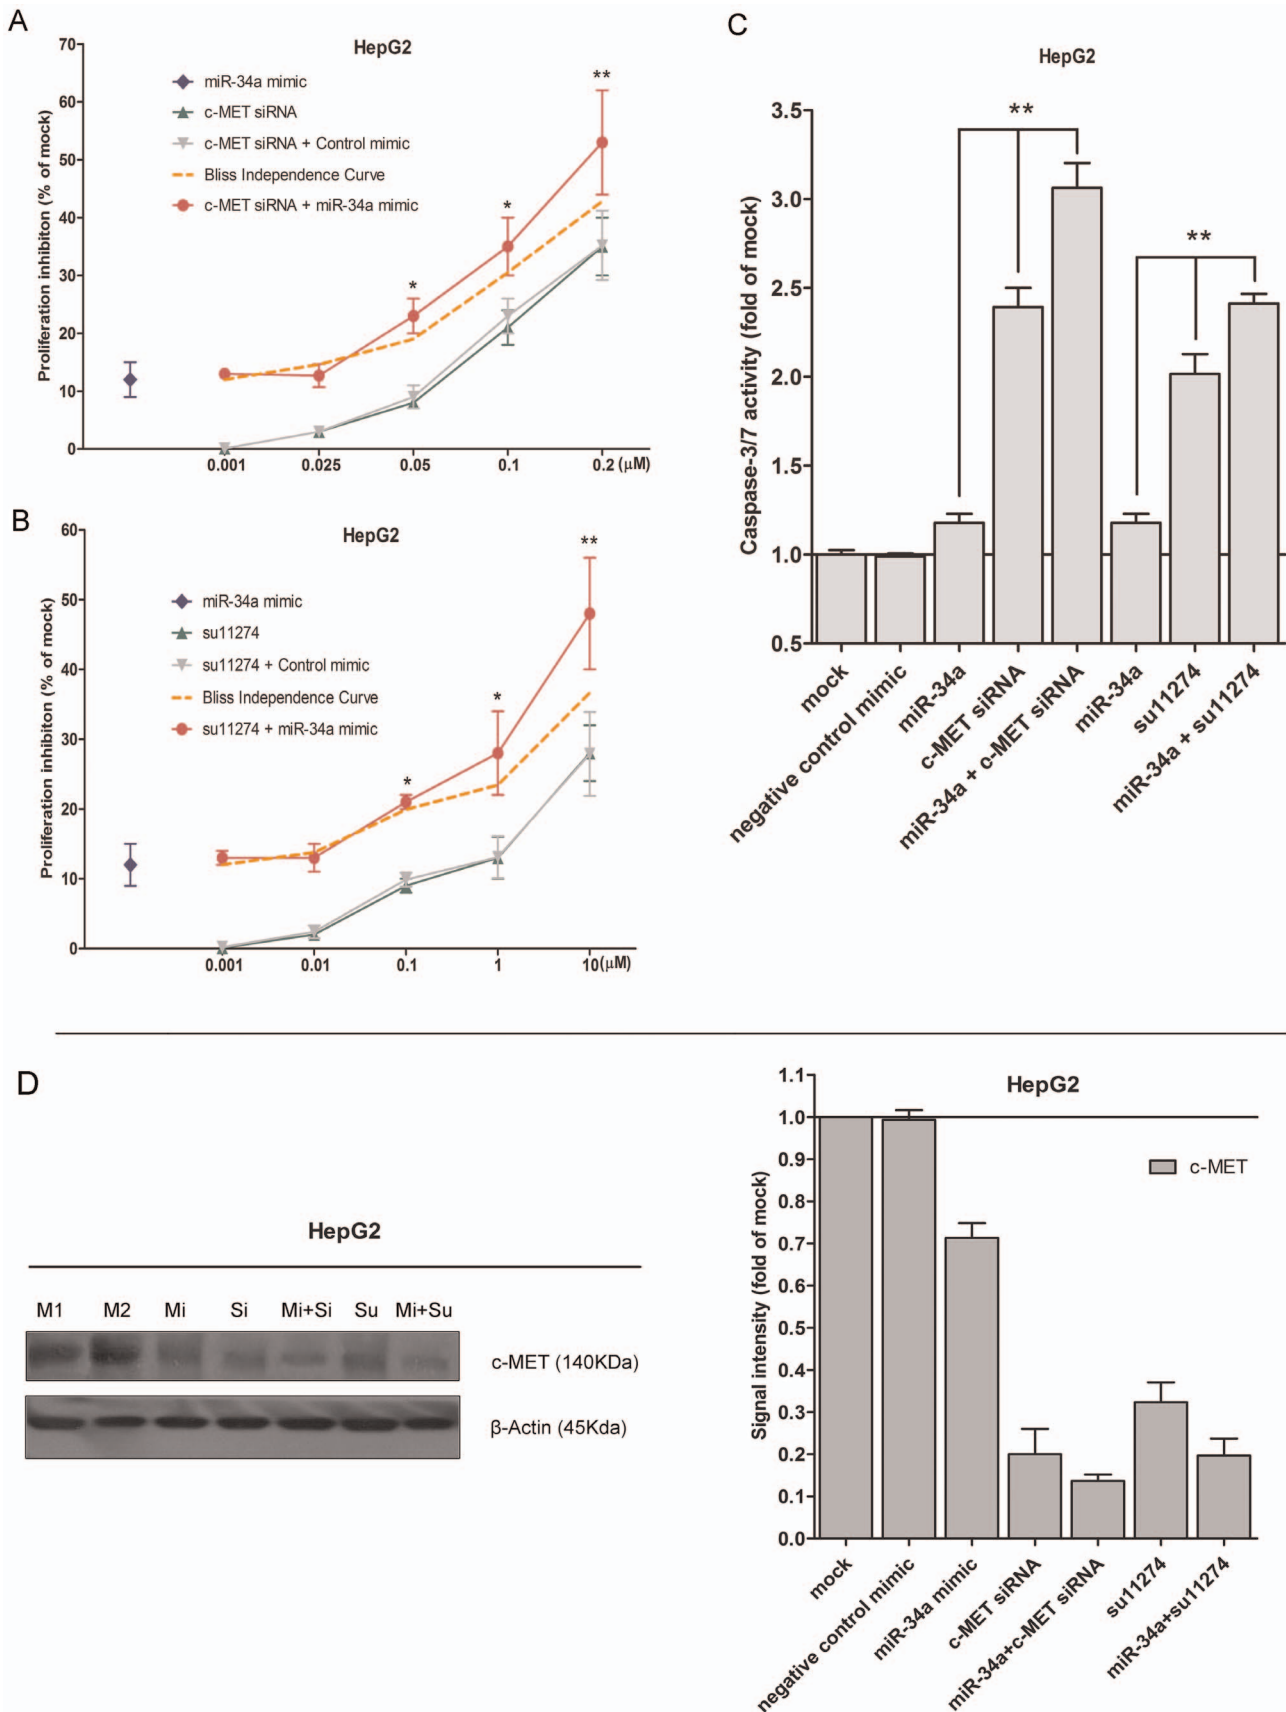 A
HepG2
Proliferation inhibiton (% of mock)
70
60
50
40
30
20
10
0
miR-34a mimic
c-MET siRNA
c-MET siRNA + Control mimic
Bliss Independence Curve
c-MET siRNA + miR-34a mimic
*
*
**
0.001
0.025
0.05
0.1
0.2 (μM)
B
HepG2
Proliferation inhibiton (% of mock)
60
50
40
30
20
10
0
miR-34a mimic
su11274
su11274 + Control mimic
Bliss Independence Curve
su11274 + miR-34a mimic
*
*
**
0.001
0.01
0.1
1
10(μM)
C
HepG2
Caspase-3/7 activity (fold of mock)
3.5
3.0
2.5
2.0
1.5
1.0
0.5
**
**
mock
negative control mimic
miR-34a
c-MET siRNA
miR-34a + c-MET siRNA
miR-34a
su11274
miR-34a + su11274
D
HepG2
M1 M2 Mi Si Mi+Si Su Mi+Su
c-MET (140KDa)
β-Actin (45Kda)
HepG2
Signal intensity (fold of mock)
1.1
1.0
0.9
0.8
0.7
0.6
0.5
0.4
0.3
0.2
0.1
0.0
c-MET
mock
negative control mimic
miR-34a mimic
c-MET siRNA
miR-34a+c-MET siRNA
su11274
miR-34a+su11274